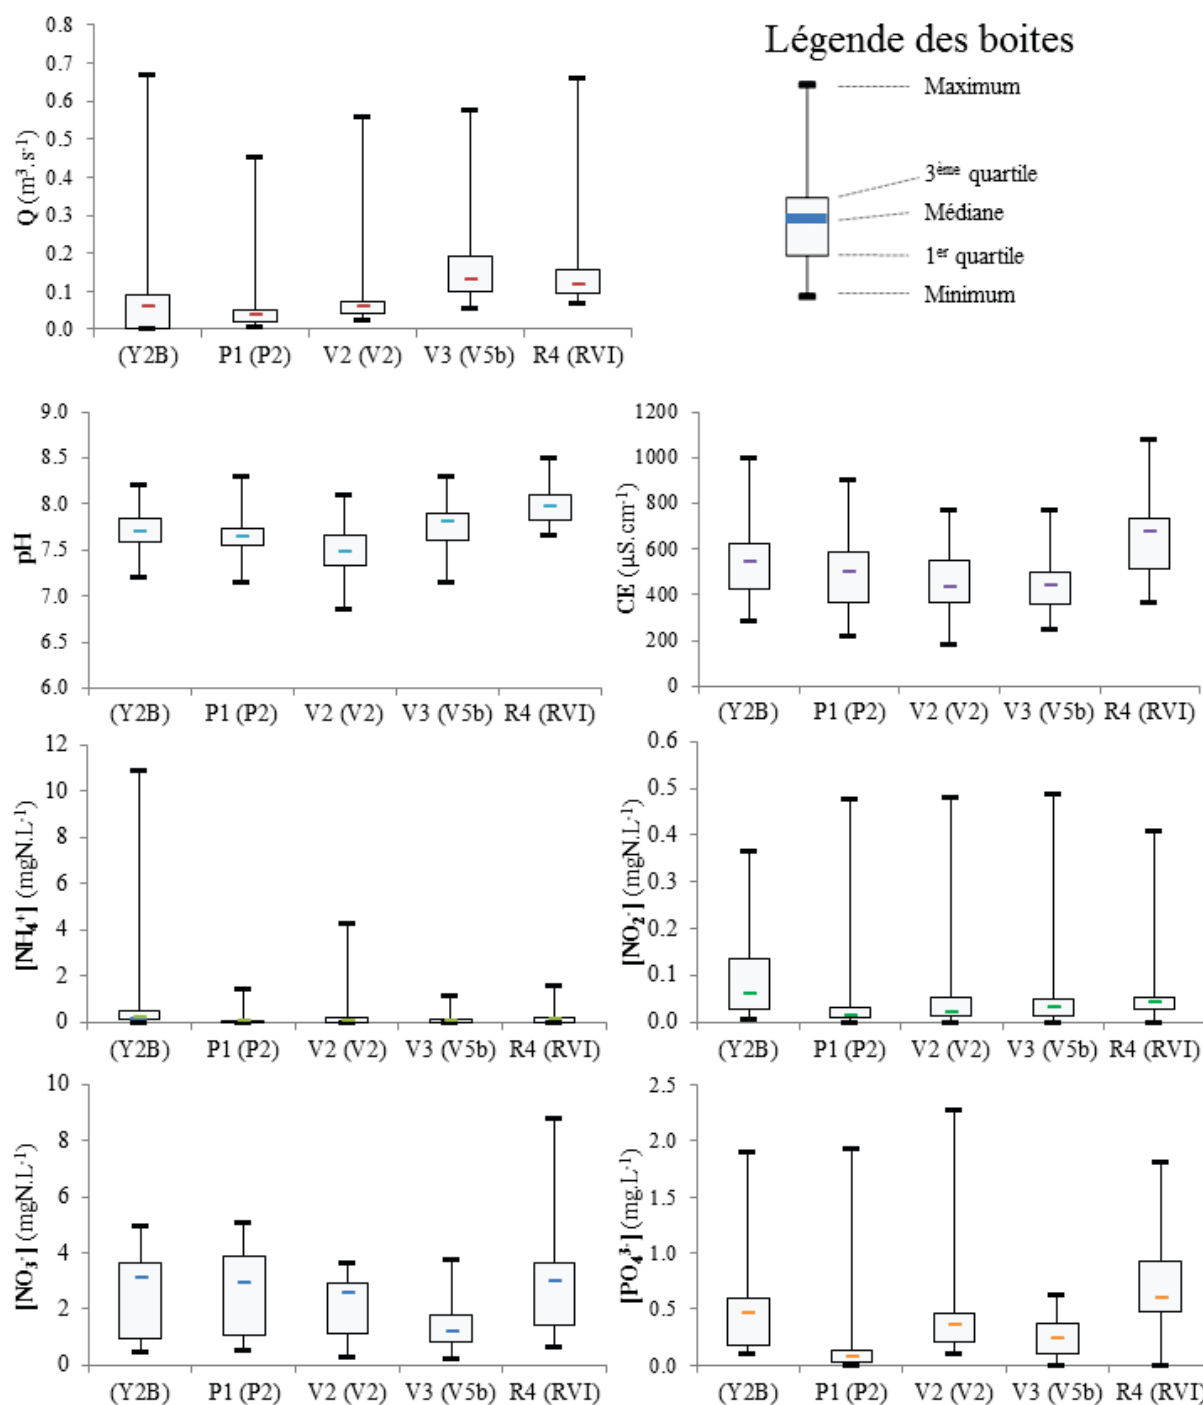 Légende des boites
Maximum
3ème quartile
Médiane
1er quartile
Minimum
Q (m³.s⁻¹)
0.8
0.7
0.6
0.5
0.4
0.3
0.2
0.1
0.0
(Y2B) P1 (P2) V2 (V2) V3 (V5b) R4 (RVI)
pH
9.0
8.5
8.0
7.5
7.0
6.5
6.0
(Y2B) P1 (P2) V2 (V2) V3 (V5b) R4 (RVI)
CE (µS.cm⁻¹)
1200
1000
800
600
400
200
0
(Y2B) P1 (P2) V2 (V2) V3 (V5b) R4 (RVI)
[NH₄⁺] (mgN.L⁻¹)
12
10
8
6
4
2
0
(Y2B) P1 (P2) V2 (V2) V3 (V5b) R4 (RVI)
[NO₂⁻] (mgN.L⁻¹)
0.6
0.5
0.4
0.3
0.2
0.1
0.0
(Y2B) P1 (P2) V2 (V2) V3 (V5b) R4 (RVI)
[NO₃⁻] (mgN.L⁻¹)
10
8
6
4
2
0
(Y2B) P1 (P2) V2 (V2) V3 (V5b) R4 (RVI)
[PO₄³⁻] (mg.L⁻¹)
2.5
2.0
1.5
1.0
0.5
0.0
(Y2B) P1 (P2) V2 (V2) V3 (V5b) R4 (RVI)